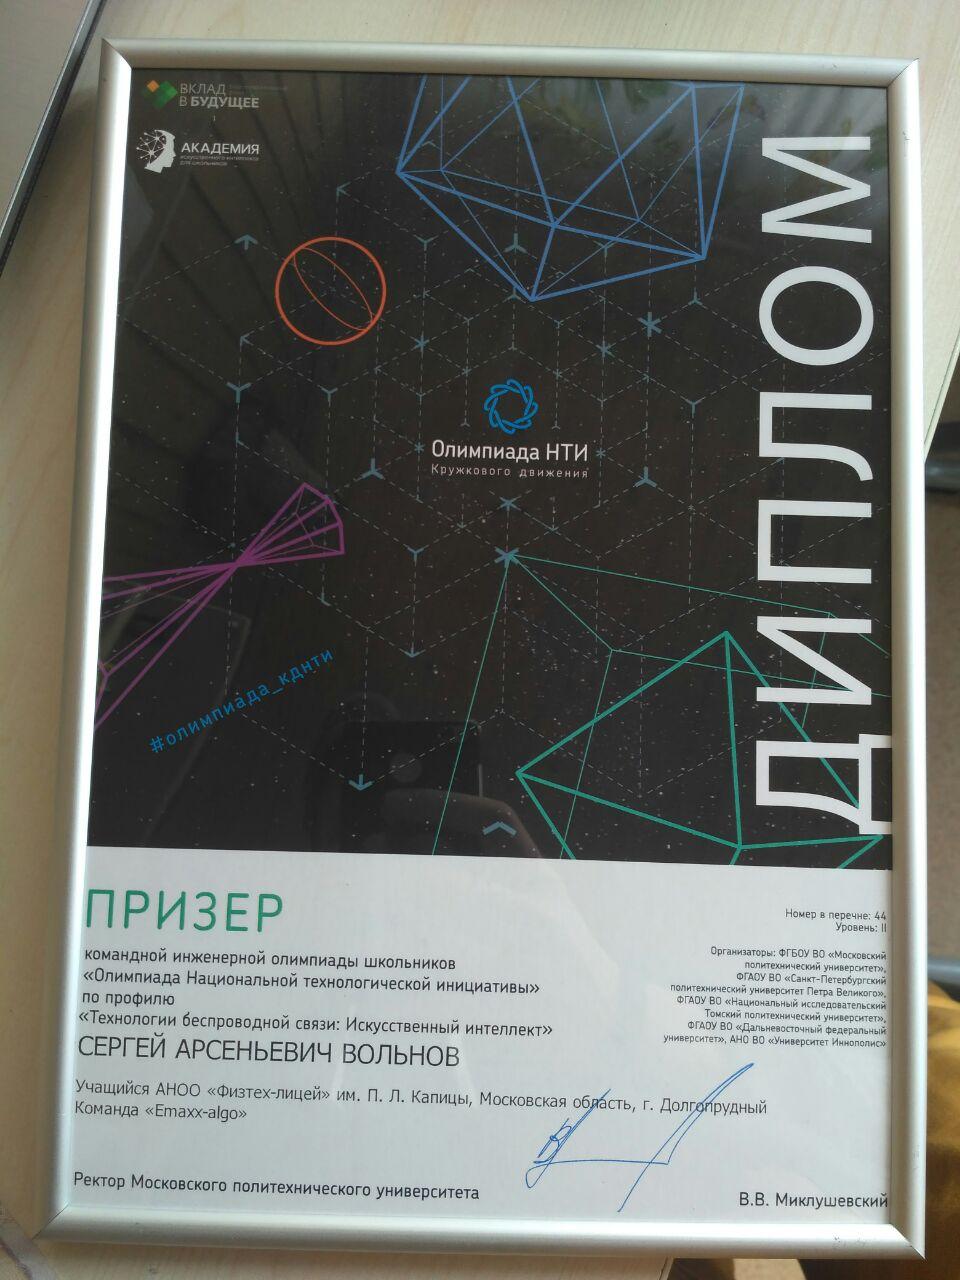 ВКЛАД
В БУДУЩЕЕ
АКАДЕМИЯ
искусственного интеллекта
для школьников
ДИПЛОМ
Олимпиада НТИ
Кружкового движения
#олимпиада_кднти
ПРИЗЕР
командной инженерной олимпиады школьников
«Олимпиада Национальной технологической инициативы»
по профилю
«Технологии беспроводной связи: Искусственный интеллект»
СЕРГЕЙ АРСЕНЬЕВИЧ ВОЛЬНОВ
Учащийся АНОО «Физтех-лицей» им. П. Л. Капицы, Московская область, г. Долгопрудный
Команда «Emaxx-algo»
Номер в перечне: 44
Уровень: II
Организаторы: ФГБОУ ВО «Московский
политехнический университет»,
ФГАОУ ВО «Санкт-Петербургский
политехнический университет Петра Великого»,
ФГАОУ ВО «Национальный исследовательский
Томский политехнический университет»,
ФГАОУ ВО «Дальневосточный федеральный
университет», АНО ВО «Университет Иннополис»
Ректор Московского политехнического университета
В.В. Миклушевский